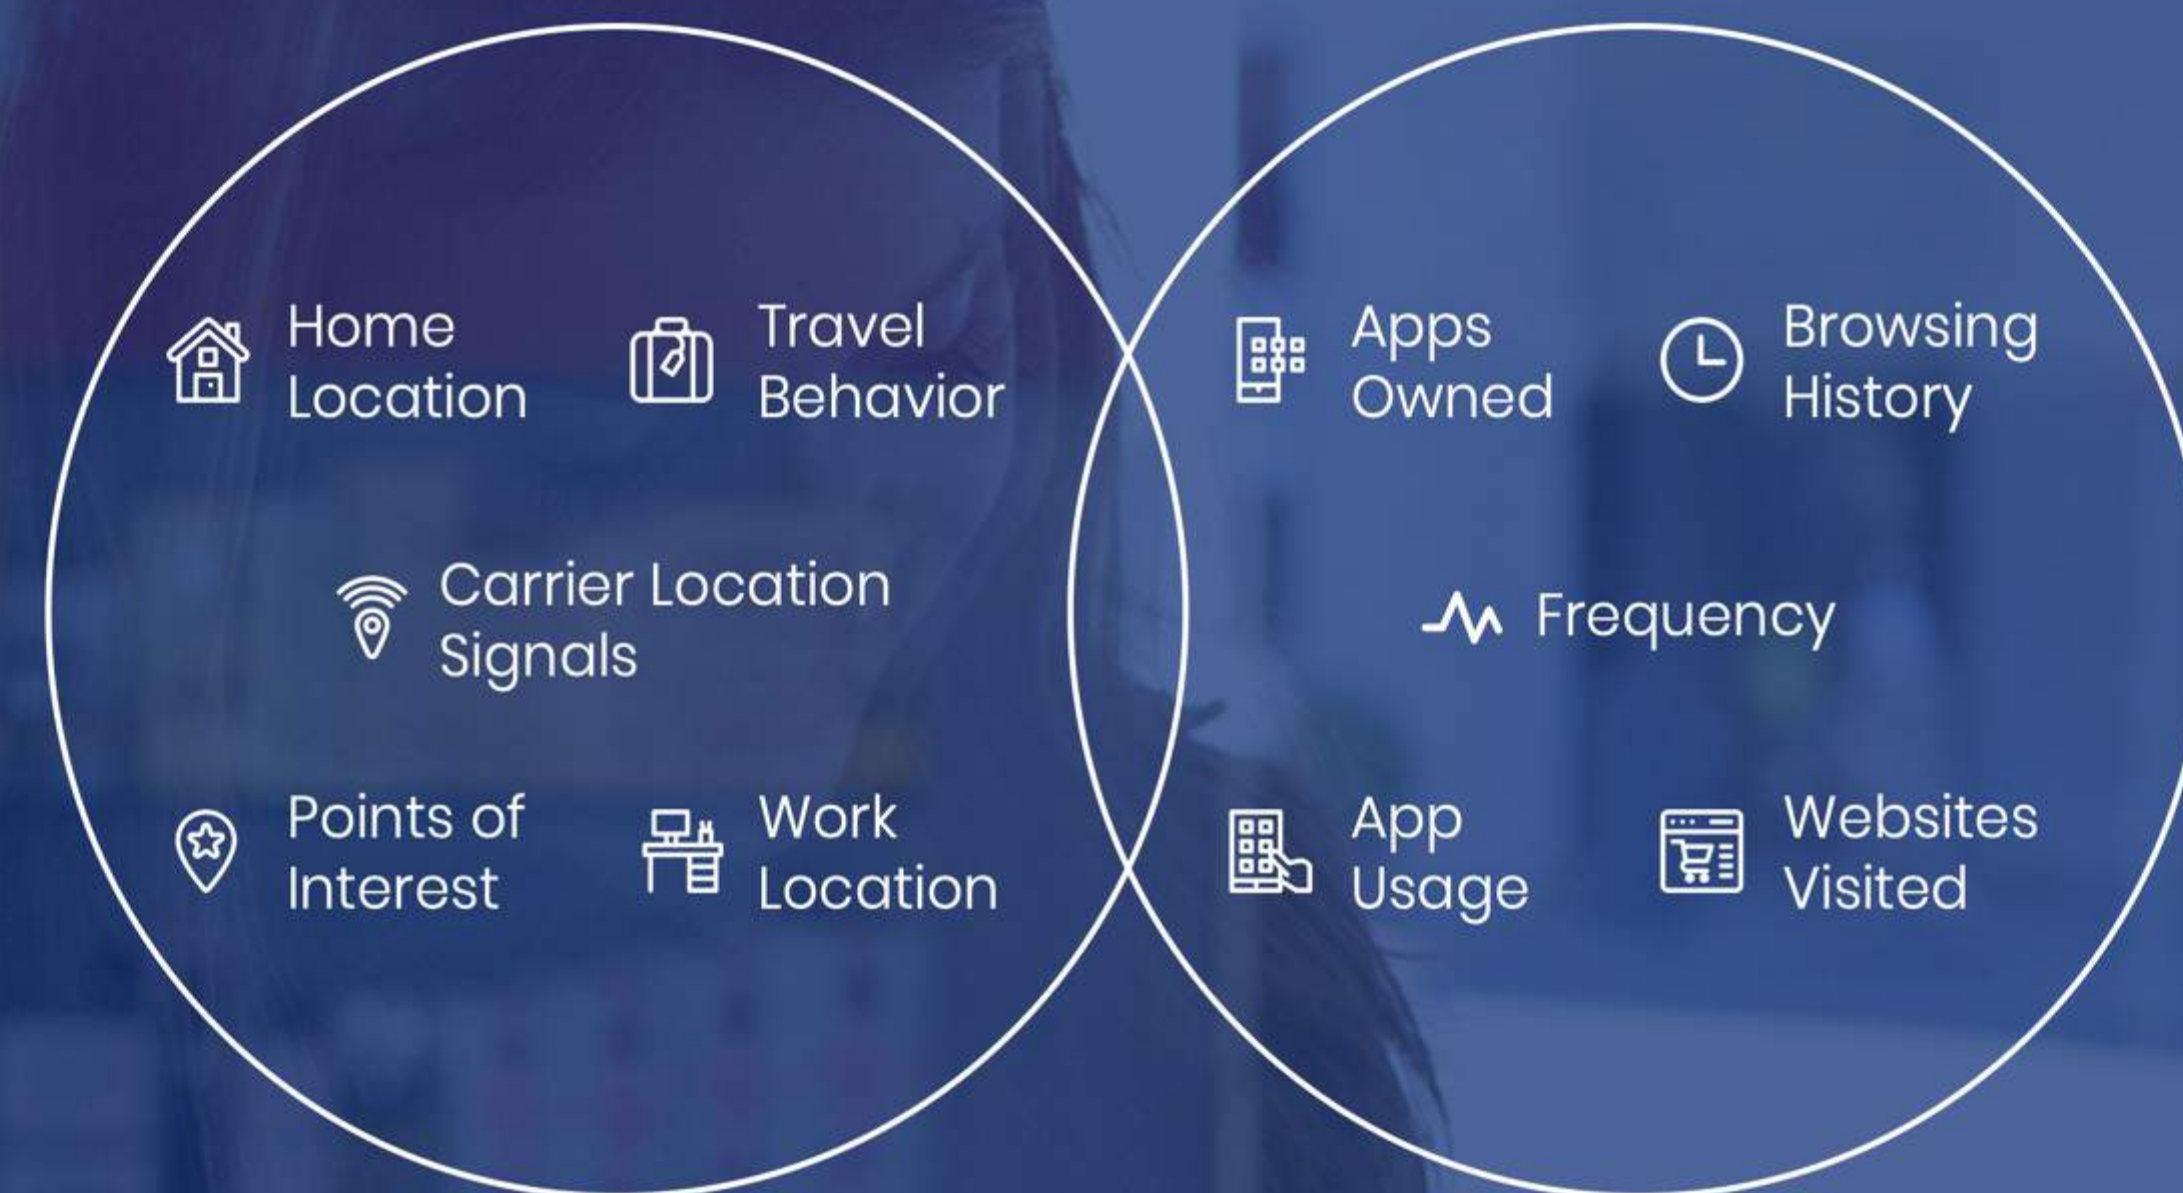 Home
Location
Travel
Behavior
Carrier Location
Signals
Points of
Interest
Work
Location
Apps
Owned
Browsing
History
Frequency
App
Usage
Websites
Visited